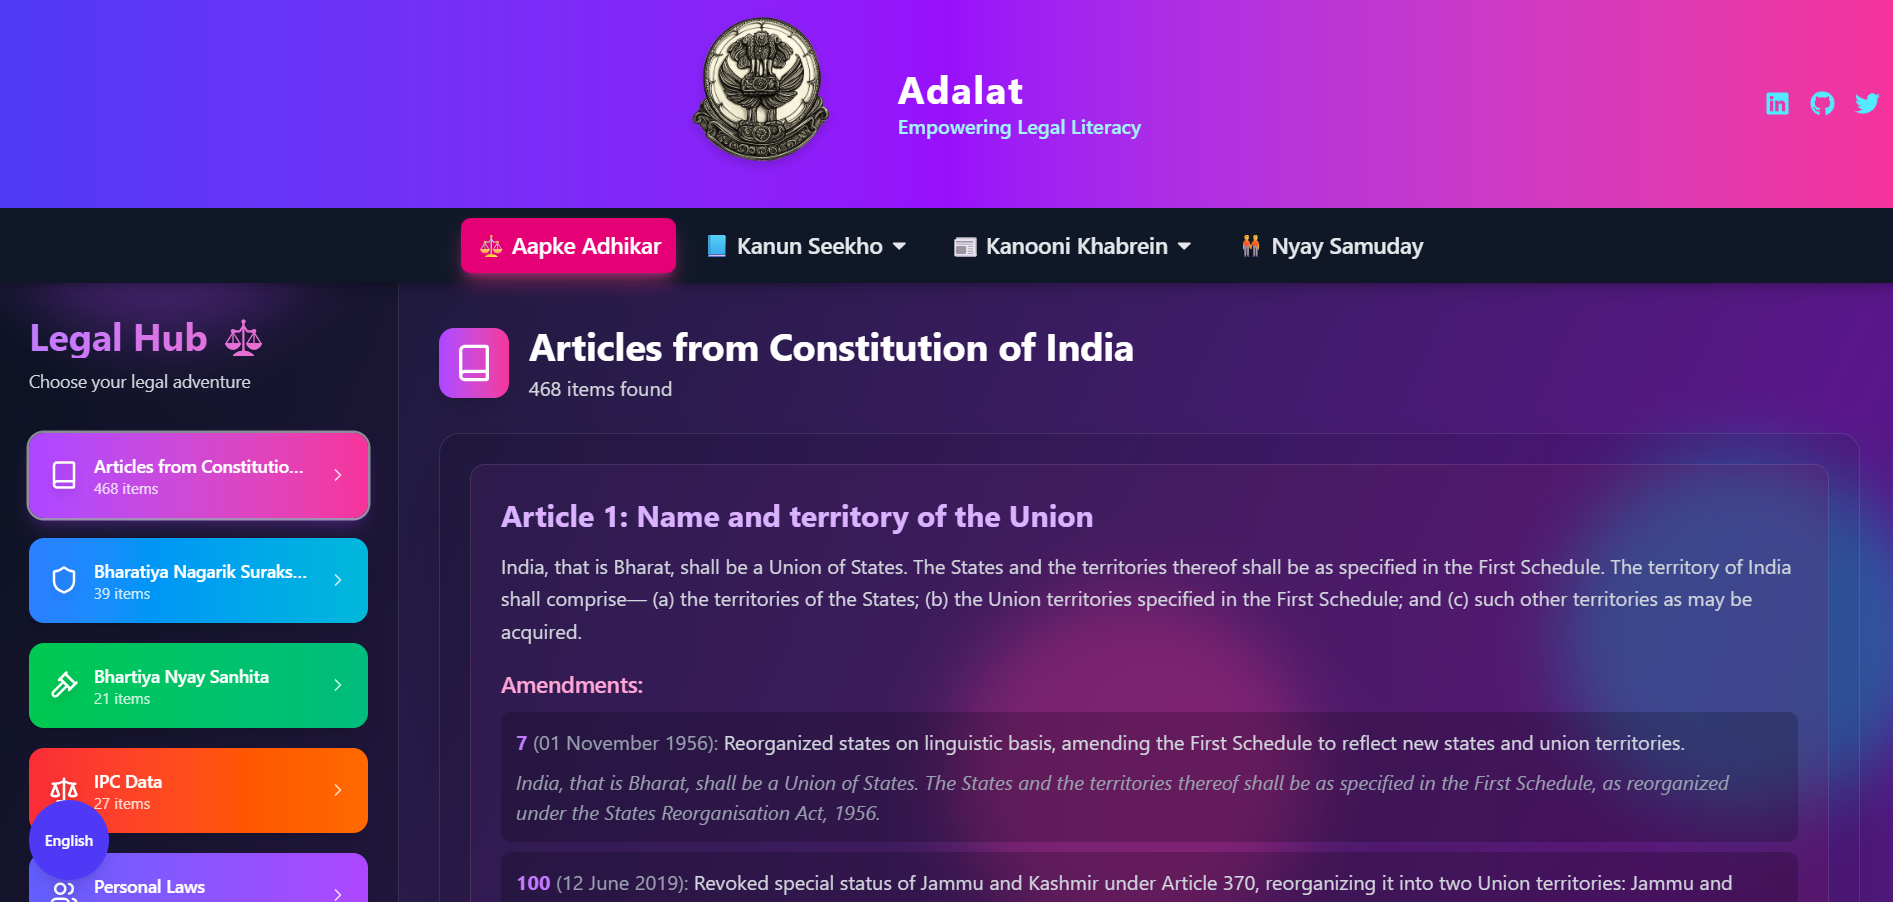 Adalat
Empowering Legal Literacy
Aapke Adhikar
Kanun Seekho
Kanooni Khabrein
Nyay Samuday
Legal Hub
Choose your legal adventure
Articles from Constitutio...
468 items
Bharatiya Nagarik Suraks...
39 items
Bhartiya Nyay Sanhita
21 items
IPC Data
27 items
English
Personal Laws
Articles from Constitution of India
468 items found
Article 1: Name and territory of the Union
India, that is Bharat, shall be a Union of States. The States and the territories thereof shall be as specified in the First Schedule. The territory of India
shall comprise— (a) the territories of the States; (b) the Union territories specified in the First Schedule; and (c) such other territories as may be
acquired.
Amendments:
7 (01 November 1956): Reorganized states on linguistic basis, amending the First Schedule to reflect new states and union territories.
India, that is Bharat, shall be a Union of States. The States and the territories thereof shall be as specified in the First Schedule, as reorganized
under the States Reorganisation Act, 1956.
100 (12 June 2019): Revoked special status of Jammu and Kashmir under Article 370, reorganizing it into two Union territories: Jammu and